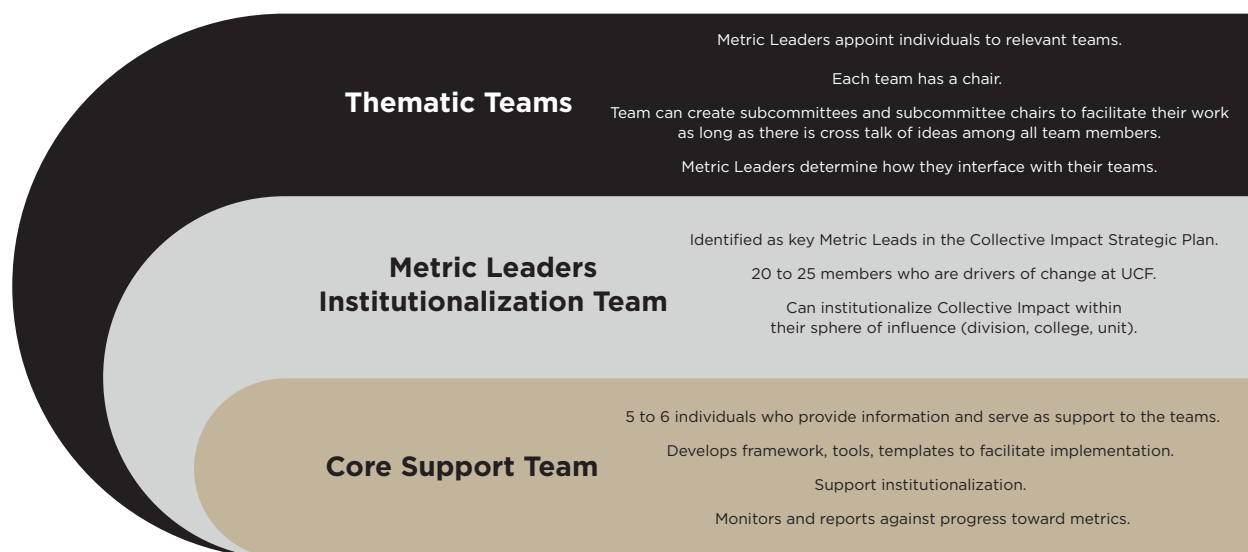 Thematic Teams
Metric Leaders appoint individuals to relevant teams.
Each team has a chair.
Team can create subcommittees and subcommittee chairs to facilitate their work
as long as there is cross talk of ideas among all team members.
Metric Leaders determine how they interface with their teams.
Metric Leaders
Institutionalization Team
Identified as key Metric Leads in the Collective Impact Strategic Plan.
20 to 25 members who are drivers of change at UCF.
Can institutionalize Collective Impact within
their sphere of influence (division, college, unit).
Core Support Team
5 to 6 individuals who provide information and serve as support to the teams.
Develops framework, tools, templates to facilitate implementation.
Support institutionalization.
Monitors and reports against progress toward metrics.